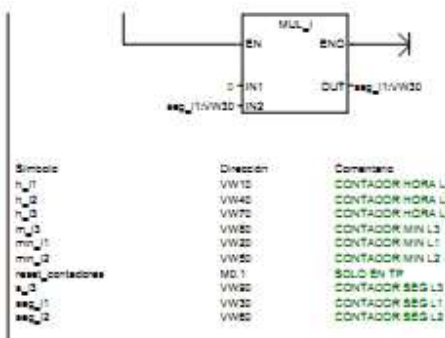 MUL_I
EN ENO
0 IN1 OUT seg_l1:VW30
seg_l1:VW30 IN2
Símbolo Dirección Comentario
h_l1 VW10 CONTADOR HORA L
h_l2 VW40 CONTADOR HORA L
h_l3 VW70 CONTADOR HORA L
m_l3 VW80 CONTADOR MIN L3
min_l1 VW20 CONTADOR MIN L1
min_l2 VW50 CONTADOR MIN L2
reset_contadores M0.1 SOLO EN TP
s_l3 VW90 CONTADOR SEG L3
seg_l1 VW30 CONTADOR SEG L1
seg_l2 VW60 CONTADOR SEG L2